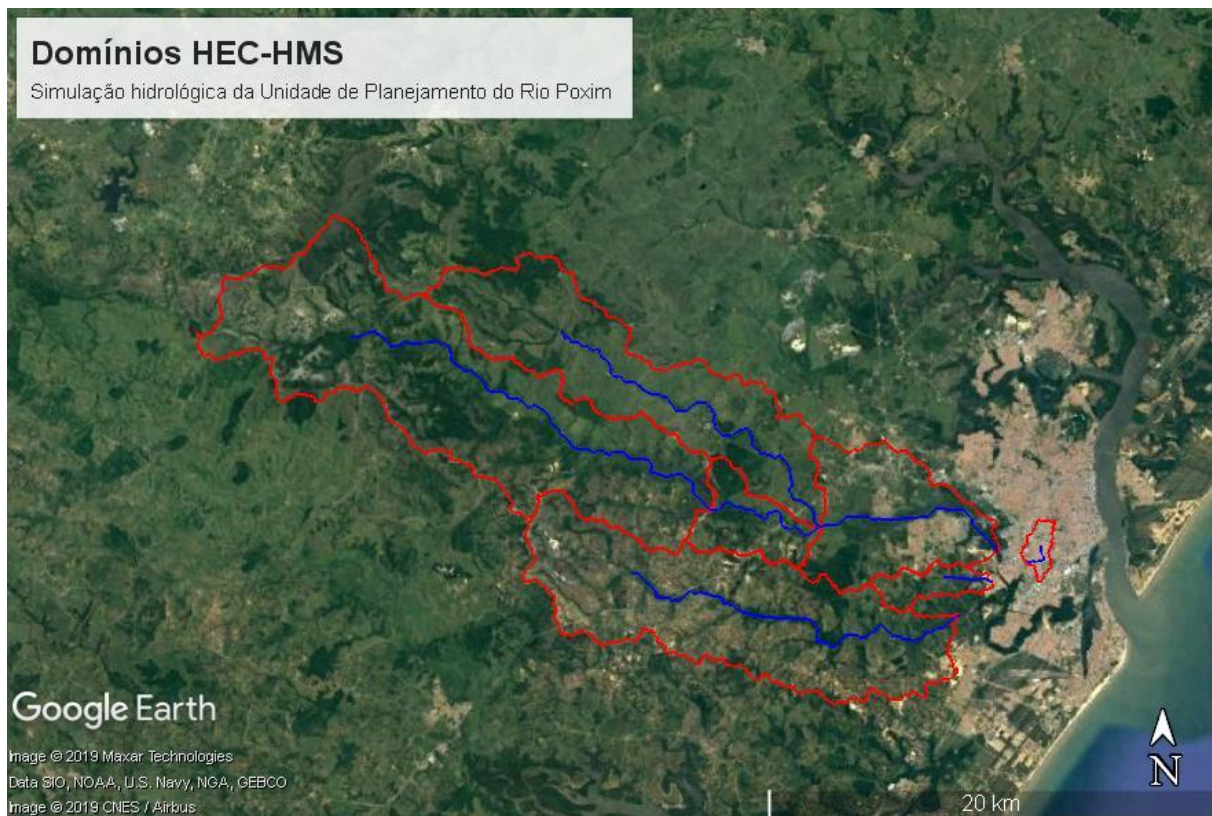 Domínios HEC-HMS
Simulação hidrológica da Unidade de Planejamento do Rio Poxim
Google Earth
Image © 2019 Maxar Technologies
Data SIO, NOAA, U.S. Navy, NGA, GEBCO
Image © 2019 CNES / Airbus
N
20 km